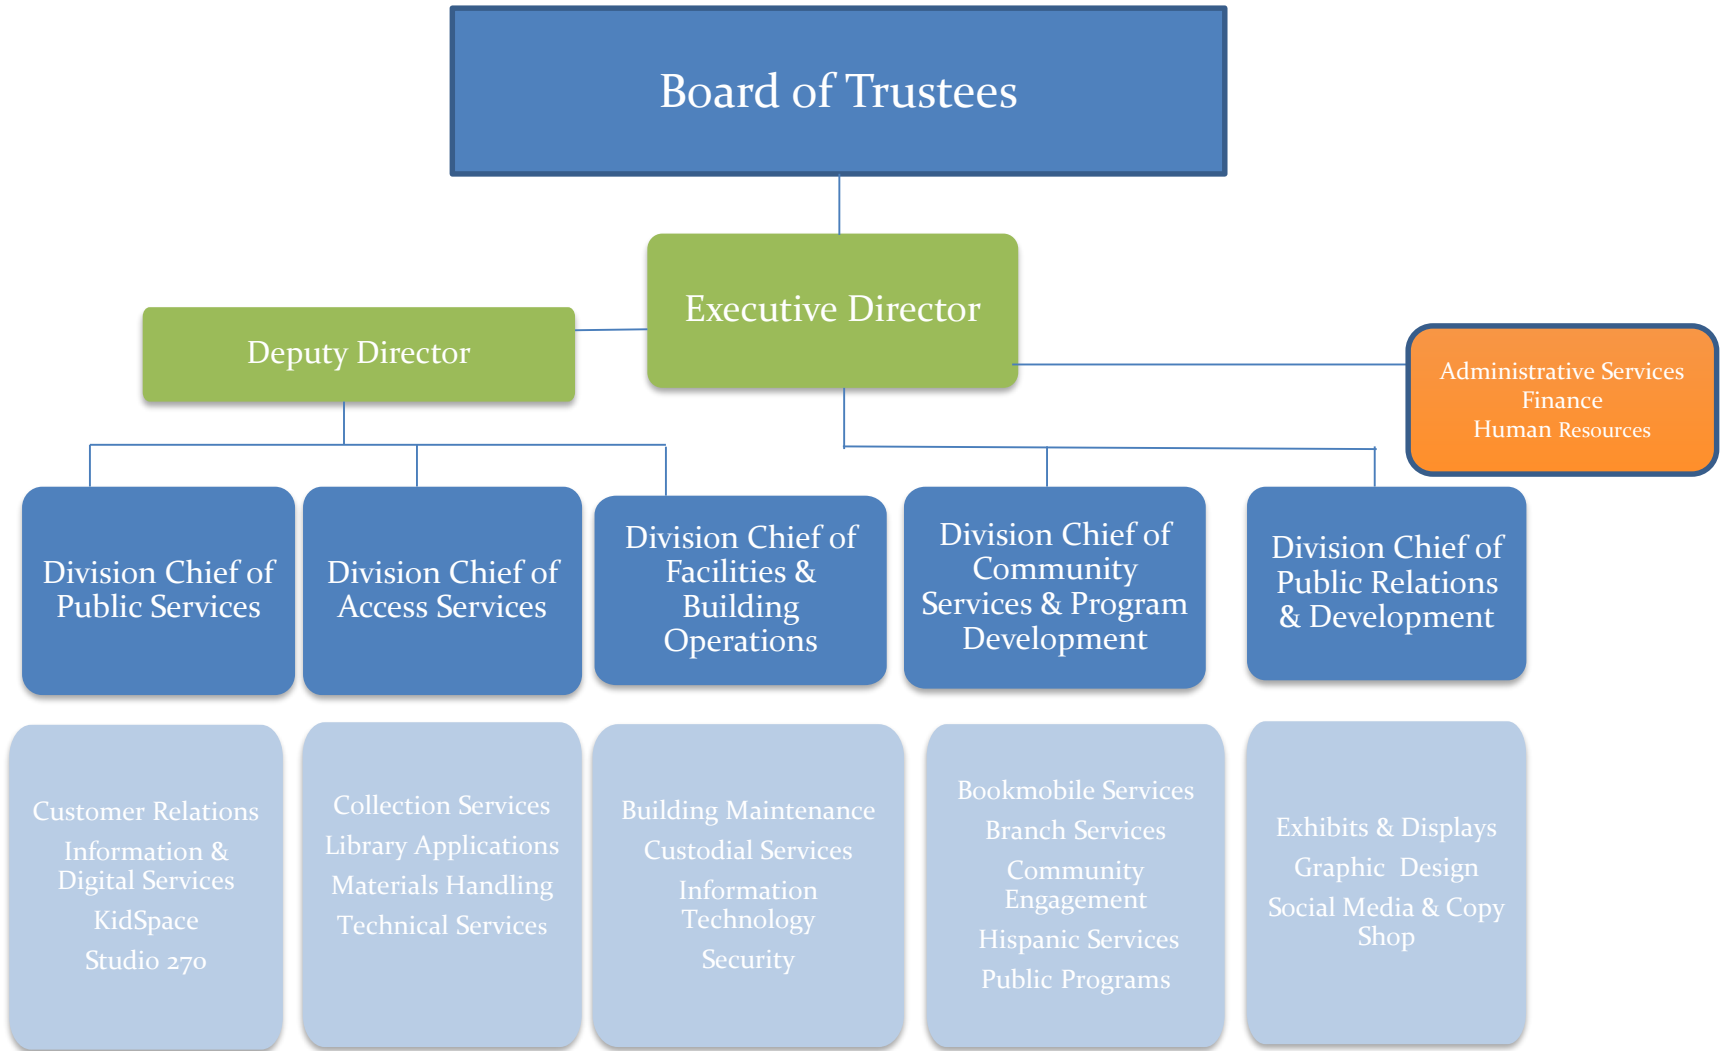 Board of Trustees
Executive Director
Deputy Director
Administrative Services
Finance
Human Resources
Division Chief of
Public Services
Division Chief of
Access Services
Division Chief of
Facilities &
Building
Operations
Division Chief of
Community
Services & Program
Development
Division Chief of
Public Relations
& Development
Customer Relations
Information &
Digital Services
KidSpace
Studio 270
Collection Services
Library Applications
Materials Handling
Technical Services
Building Maintenance
Custodial Services
Information
Technology
Security
Bookmobile Services
Branch Services
Community
Engagement
Hispanic Services
Public Programs
Exhibits & Displays
Graphic  Design
Social Media & Copy
Shop